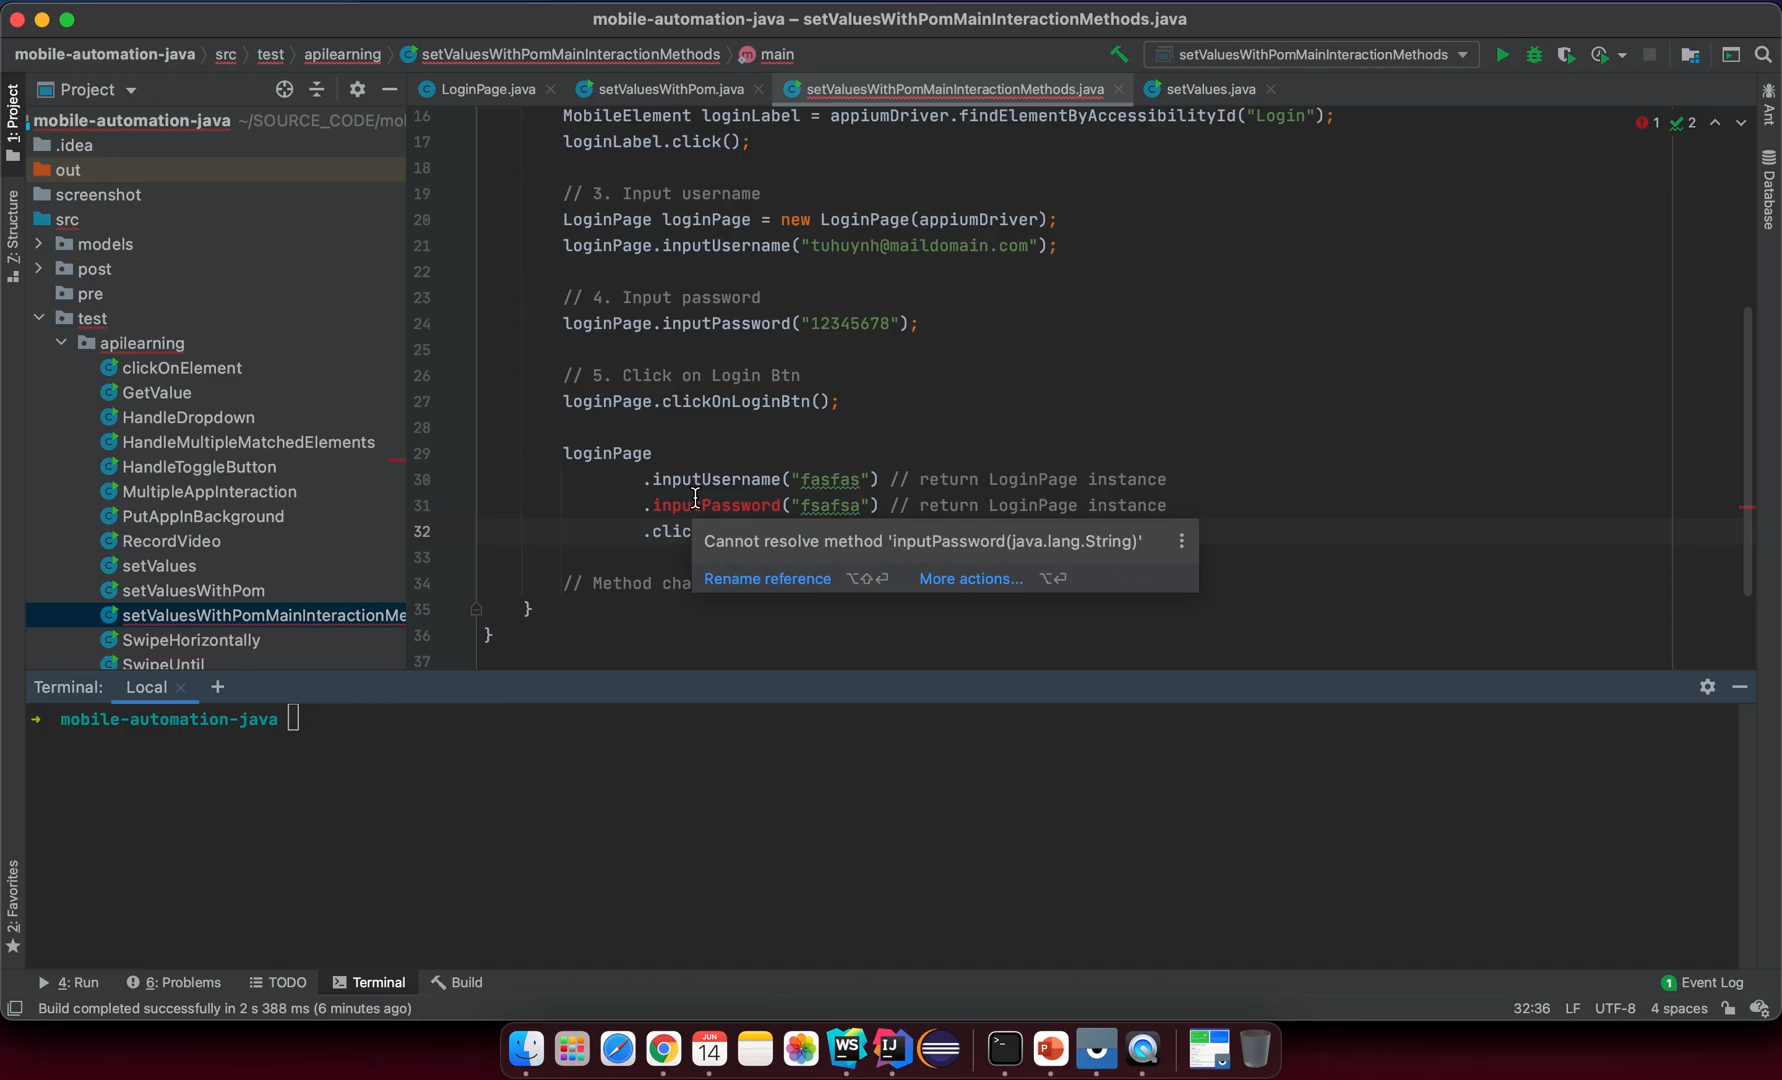 mobile-automation-java – setValuesWithPomMainInteractionMethods.java
mobile-automation-java src test apilearning setValuesWithPomMainInteractionMethods main
setValuesWithPomMainInteractionMethods
Project
LoginPage.java setValuesWithPom.java setValuesWithPomMainInteractionMethods.java setValues.java
1: Project
7: Structure
2: Favorites
Ant
Database
mobile-automation-java ~/SOURCE_CODE/mol
.idea
out
screenshot
src
models
post
pre
test
apilearning
clickOnElement
GetValue
HandleDropdown
HandleMultipleMatchedElements
HandleToggleButton
MultipleAppInteraction
PutAppInBackground
RecordVideo
setValues
setValuesWithPom
setValuesWithPomMainInteractionMe
SwipeHorizontally
SwipeUntil
1 2
16 MobileElement loginLabel = appiumDriver.findElementByAccessibilityId("Login");
17 loginLabel.click();
18
19 // 3. Input username
20 LoginPage loginPage = new LoginPage(appiumDriver);
21 loginPage.inputUsername("tuhuynh@maildomain.com");
22
23 // 4. Input password
24 loginPage.inputPassword("12345678");
25
26 // 5. Click on Login Btn
27 loginPage.clickOnLoginBtn();
28
29 loginPage
30 .inputUsername("fasfas") // return LoginPage instance
31 .inputPassword("fsafsa") // return LoginPage instance
32 .clic
33
34 // Method cha
35 }
36 }
37
Cannot resolve method 'inputPassword(java.lang.String)'
Rename reference ⌥⇧⏎ More actions... ⌥⏎
Terminal: Local +
➜ mobile-automation-java
4: Run 6: Problems TODO Terminal Build 1 Event Log
Build completed successfully in 2 s 388 ms (6 minutes ago) 32:36 LF UTF-8 4 spaces
JUN
14
WS
IJ
P